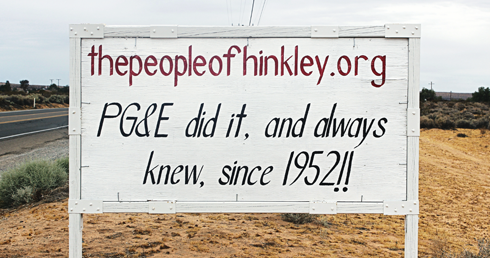 thepeopleofhinkley.org
PG&E did it, and always
knew, since 1952!!